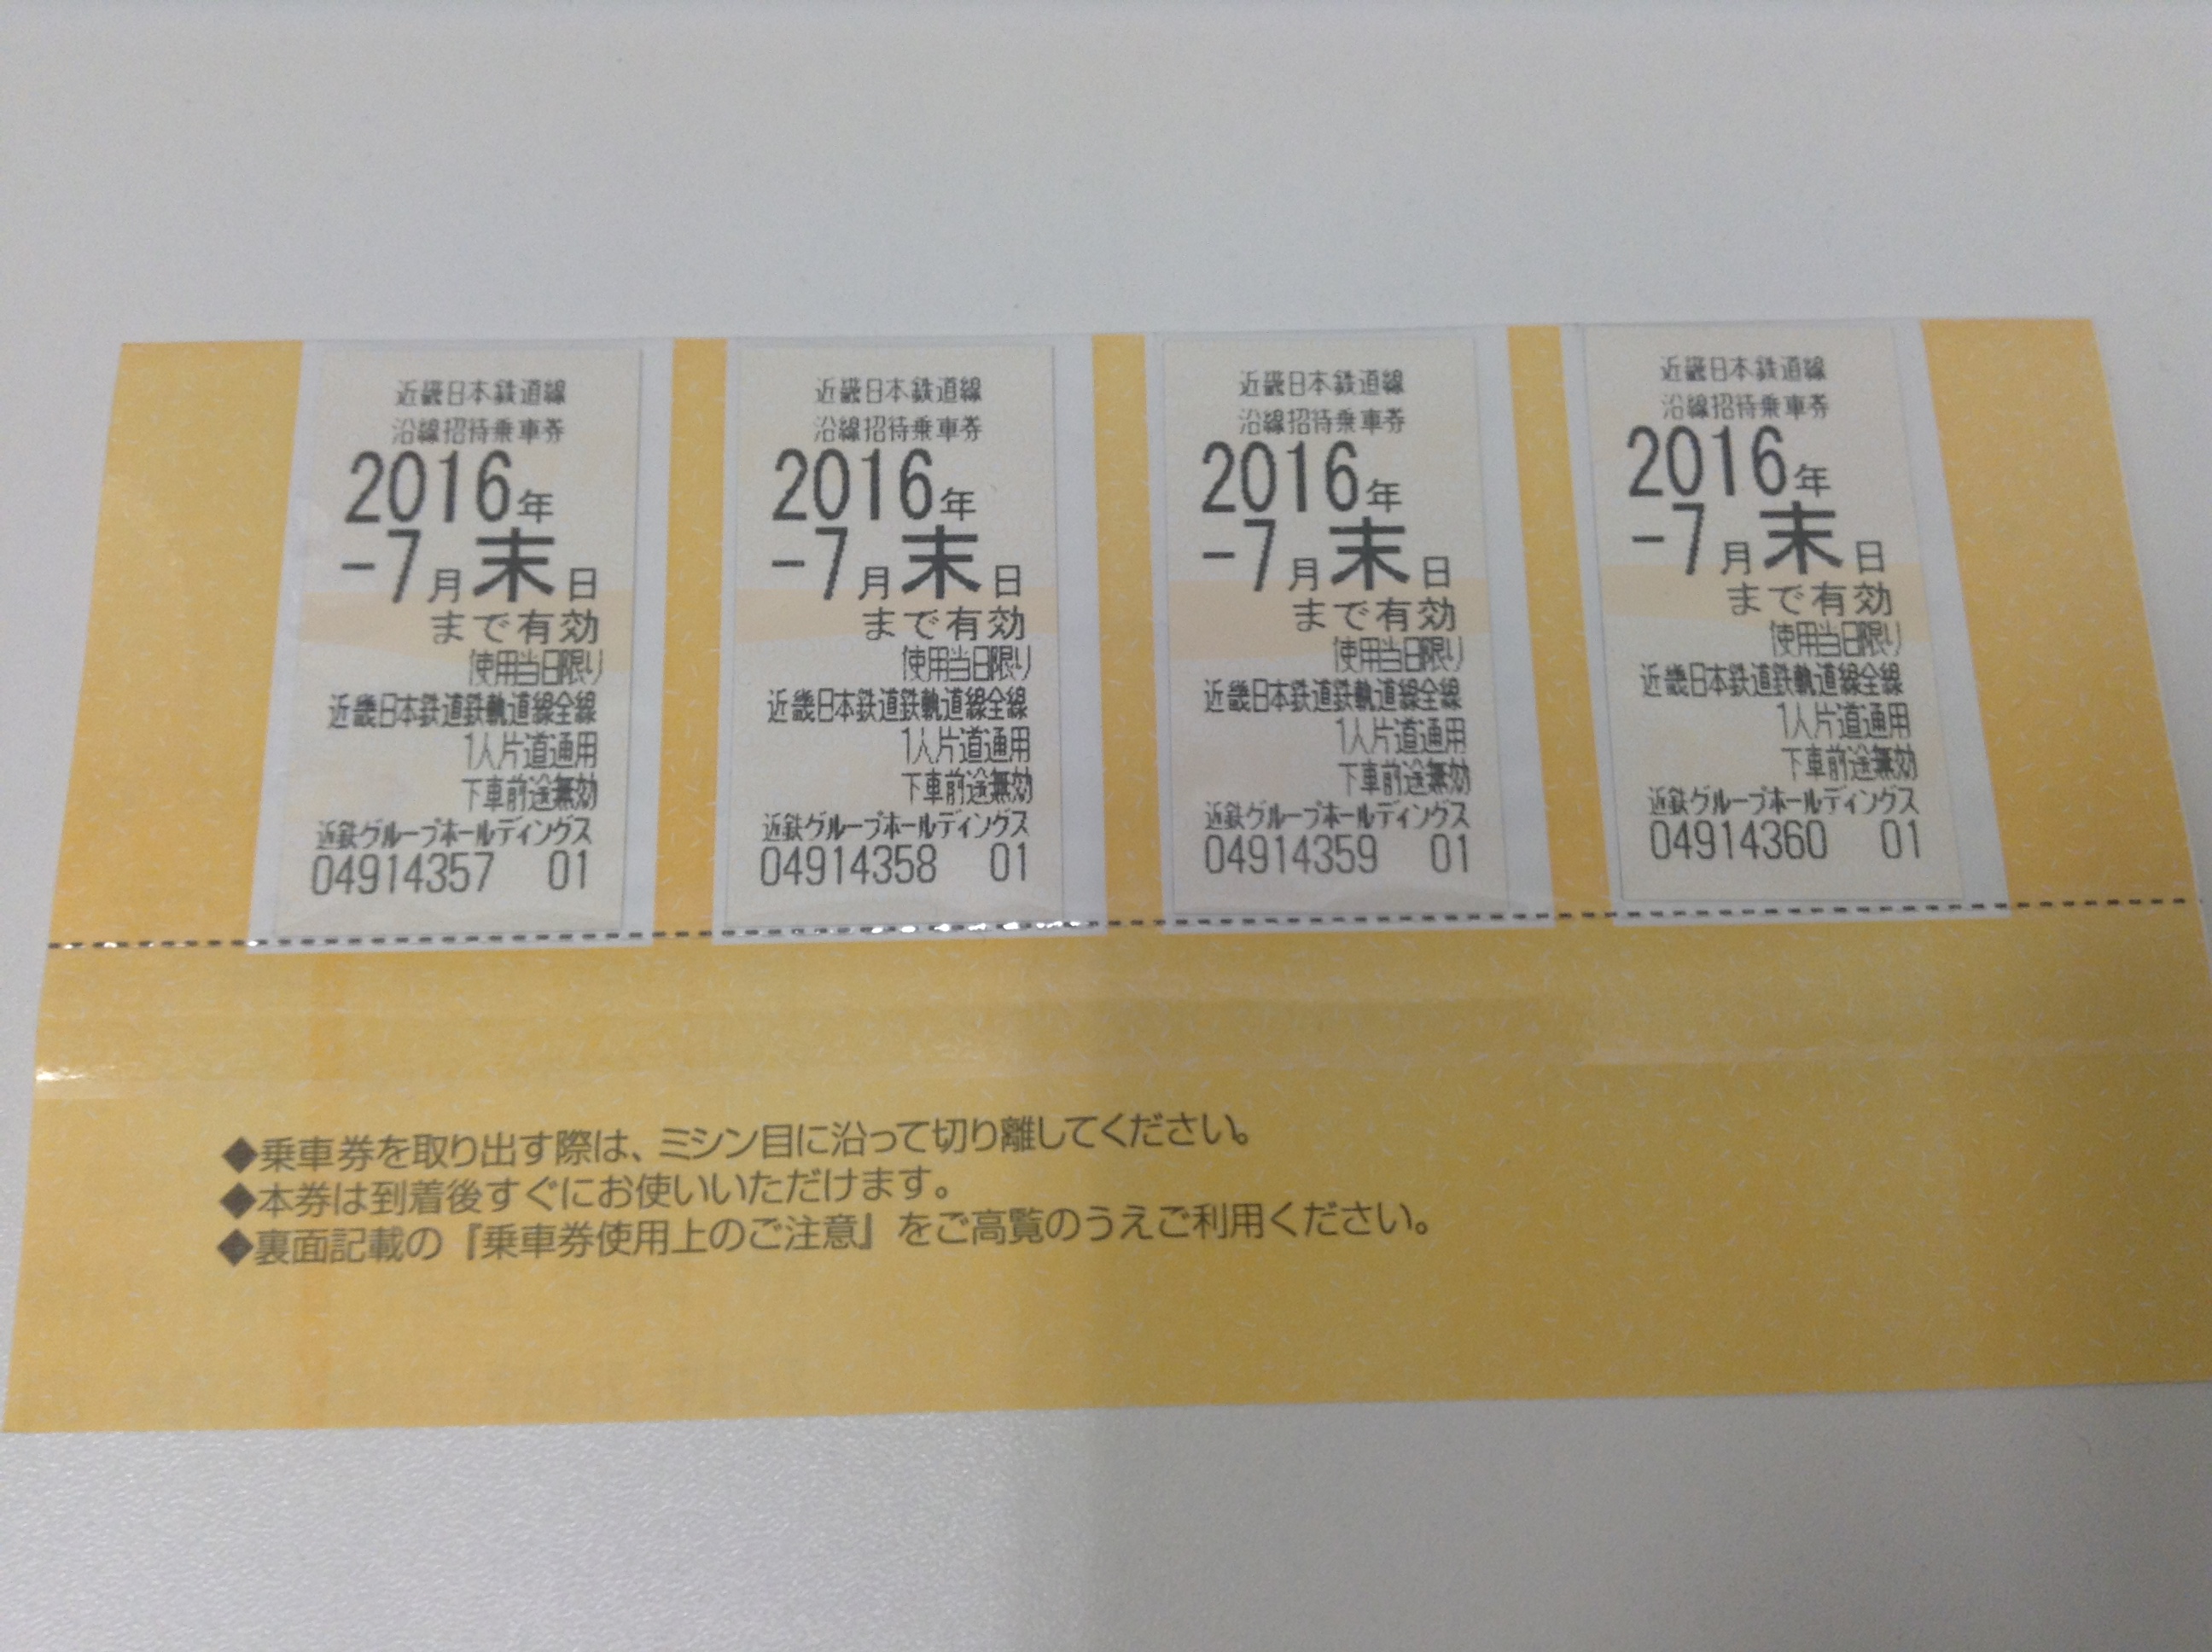 近畿日本鉄道線
沿線招待乗車券
2016年
-7月末日
まで有効
使用当日限り
近畿日本鉄道鉄軌道線全線
1人片道通用
下車前途無効
近鉄グループホールディングス
04914357 01
近畿日本鉄道線
沿線招待乗車券
2016年
-7月末日
まで有効
使用当日限り
近畿日本鉄道鉄軌道線全線
1人片道通用
下車前途無効
近鉄グループホールディングス
04914358 01
近畿日本鉄道線
沿線招待乗車券
2016年
-7月末日
まで有効
使用当日限り
近畿日本鉄道鉄軌道線全線
1人片道通用
下車前途無効
近鉄グループホールディングス
04914359 01
近畿日本鉄道線
沿線招待乗車券
2016年
-7月末日
まで有効
使用当日限り
近畿日本鉄道鉄軌道線全線
1人片道通用
下車前途無効
近鉄グループホールディングス
04914360 01
◆乗車券を取り出す際は、ミシン目に沿って切り離してください。
◆本券は到着後すぐにお使いいただけます。
◆裏面記載の『乗車券使用上のご注意』をご高覧のうえご利用ください。